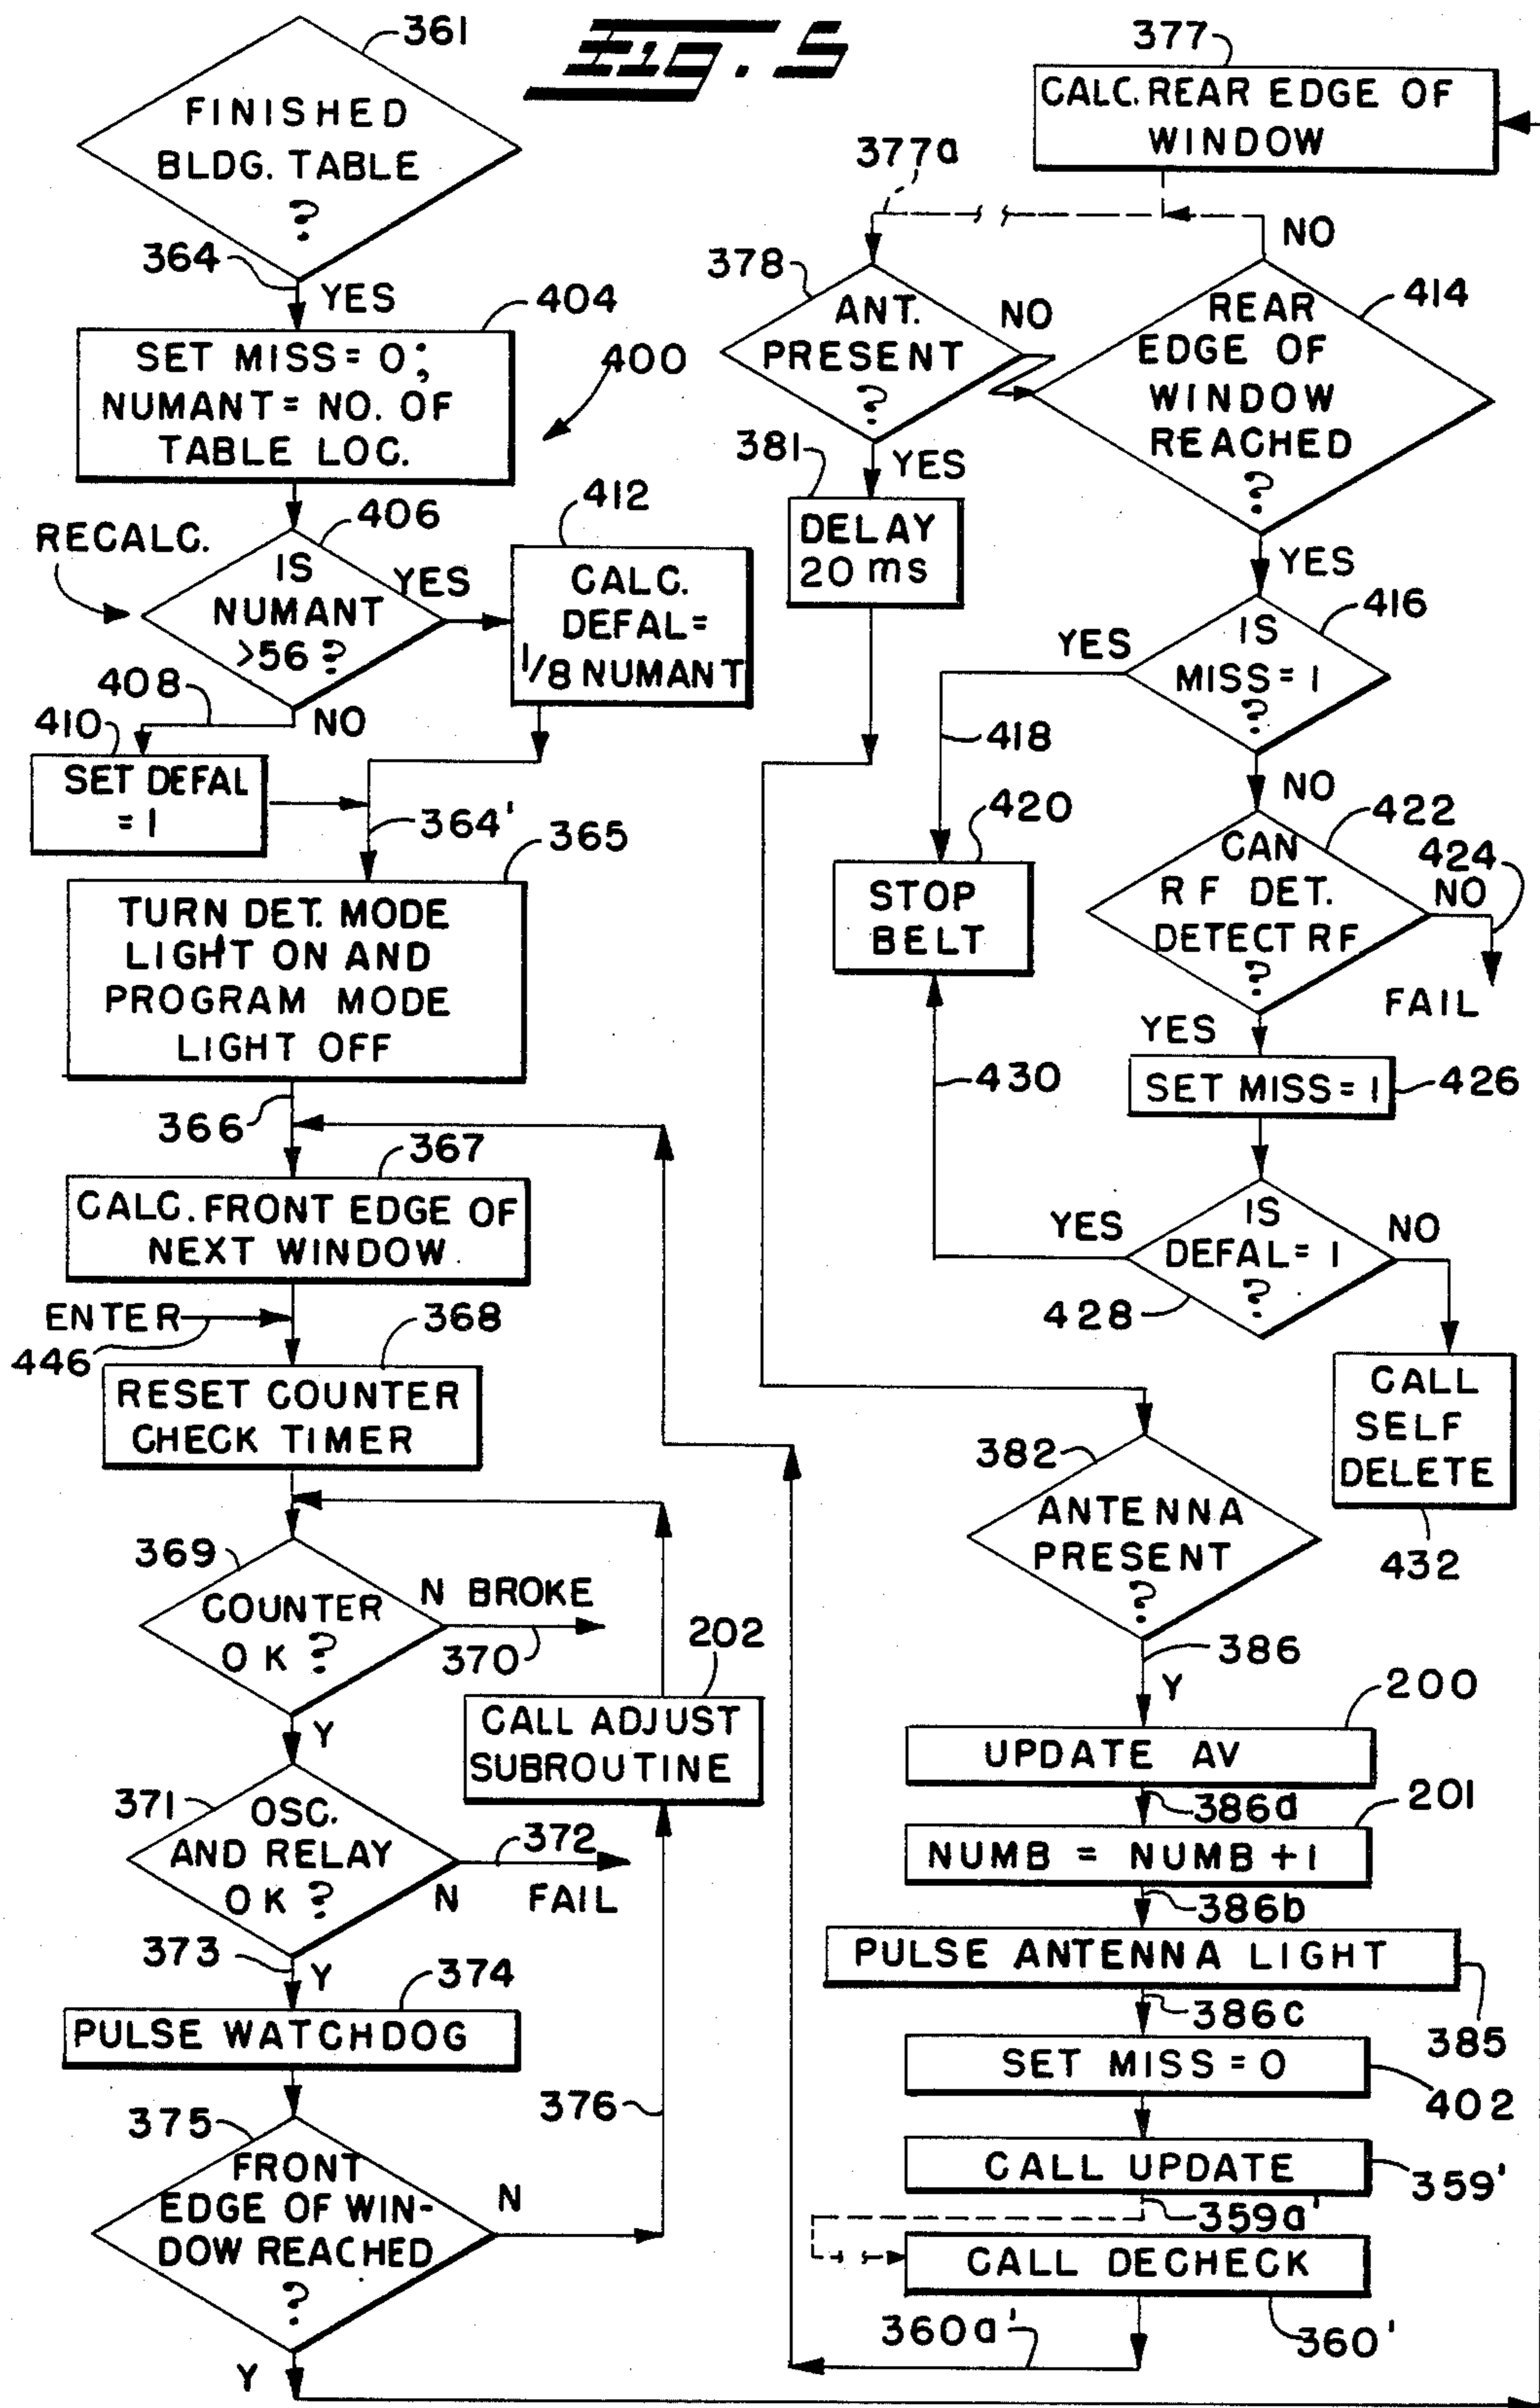 Fig. 5
361
FINISHED
BLDG. TABLE
?
364
YES
404
SET MISS = 0;
NUMANT = NO. OF
TABLE LOC.
400
RECALC.
406
IS
NUMANT
>56 ?
YES
412
CALC.
DEFAL =
1/8 NUMANT
408
NO
410
SET DEFAL
= 1
364'
365
TURN DET. MODE
LIGHT ON AND
PROGRAM MODE
LIGHT OFF
366
367
CALC. FRONT EDGE OF
NEXT WINDOW
ENTER
446
368
RESET COUNTER
CHECK TIMER
369
COUNTER
OK ?
N BROKE
370
202
CALL ADJUST
SUBROUTINE
Y
371
OSC.
AND RELAY
OK ?
372
N FAIL
373
Y
374
PULSE WATCHDOG
376
375
FRONT
EDGE OF WIN-
DOW REACHED
?
N
Y
377
CALC. REAR EDGE OF
WINDOW
377a
NO
378
ANT.
PRESENT
?
NO
414
REAR
EDGE OF
WINDOW
REACHED
?
381
YES
DELAY
20 ms
YES
416
IS
MISS = 1
?
YES
418
NO
420
STOP
BELT
422
CAN
RF DET.
DETECT RF
?
424
NO
FAIL
YES
430
SET MISS = 1
426
IS
DEFAL = 1
?
YES
NO
428
CALL
SELF
DELETE
432
382
ANTENNA
PRESENT
?
386
Y
200
UPDATE AV
386a
201
NUMB = NUMB + 1
386b
PULSE ANTENNA LIGHT
386c
385
SET MISS = 0
402
CALL UPDATE
359'
359a'
CALL DECHECK
360a'
360'